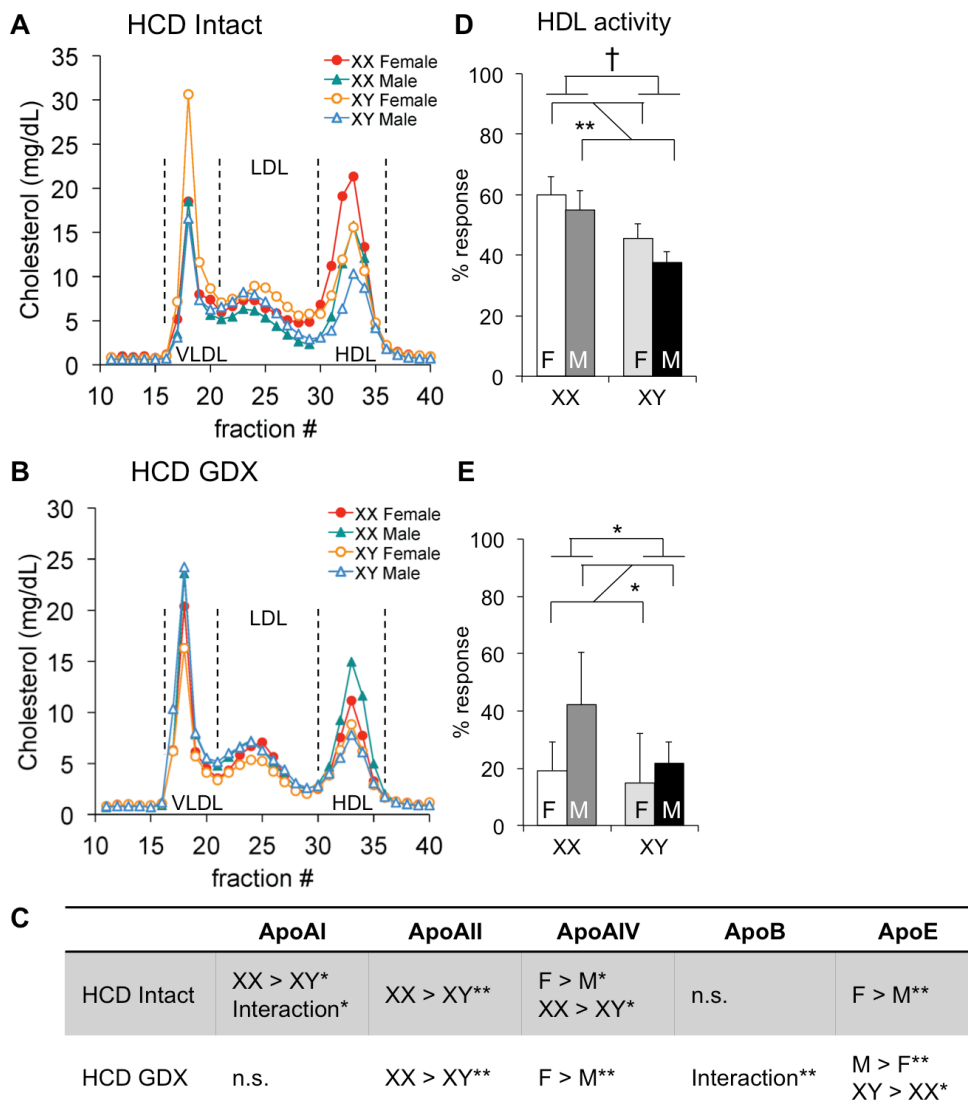 A
HCD Intact
Cholesterol (mg/dL)
35
30
25
20
15
10
5
0
XX Female
XX Male
XY Female
XY Male
LDL
VLDL
HDL
10 15 20 25 30 35 40
fraction #
D
HDL activity
% response
100
80
60
40
20
0
†
**
F M F M
XX XY
B
HCD GDX
Cholesterol (mg/dL)
30
25
20
15
10
5
0
XX Female
XX Male
XY Female
XY Male
LDL
VLDL
HDL
10 15 20 25 30 35 40
fraction #
E
% response
100
80
60
40
20
0
*
*
F M F M
XX XY
C
ApoAI ApoAII ApoAIV ApoB ApoE
HCD Intact XX > XY* Interaction* XX > XY** F > M* XX > XY* n.s. F > M**
HCD GDX n.s. XX > XY** F > M** Interaction** M > F** XY > XX*